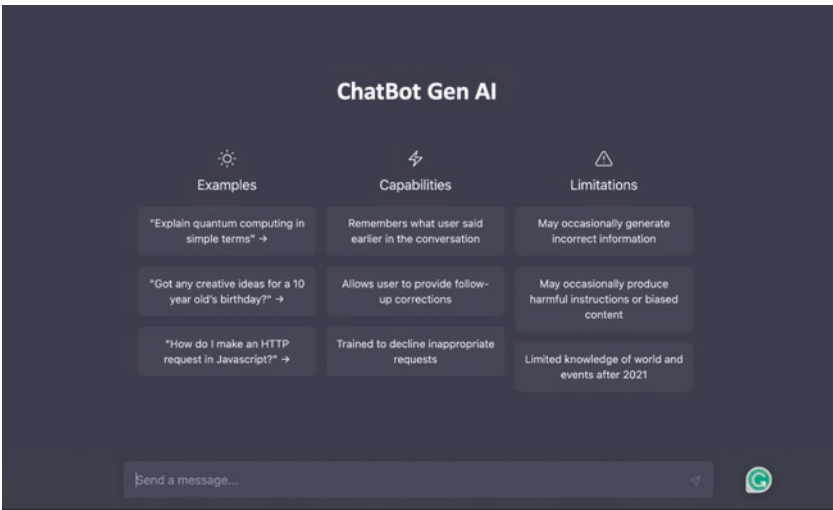 ChatBot Gen AI
Examples
"Explain quantum computing in
simple terms" →
"Got any creative ideas for a 10
year old's birthday?" →
"How do I make an HTTP
request in Javascript?" →
Capabilities
Remembers what user said
earlier in the conversation
Allows user to provide follow-
up corrections
Trained to decline inappropriate
requests
Limitations
May occasionally generate
incorrect information
May occasionally produce
harmful instructions or biased
content
Limited knowledge of world and
events after 2021
Send a message...
G